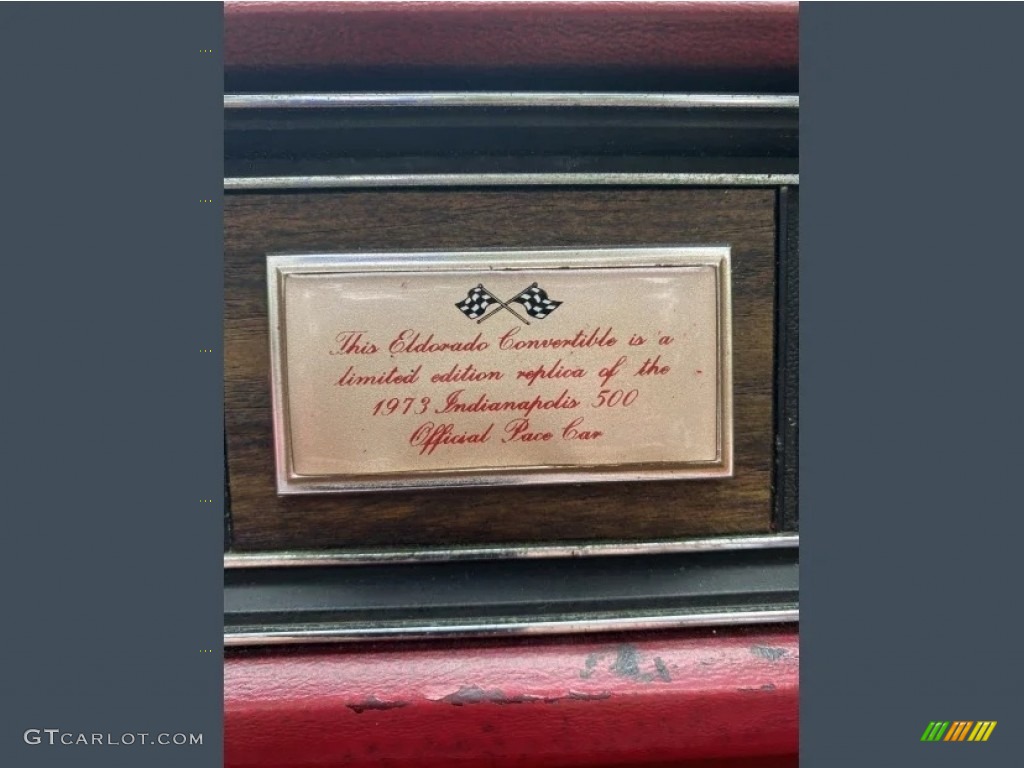 This Eldorado Convertible is a
limited edition replica of the
1973 Indianapolis 500
Official Pace Car
GTCARLOT.COM